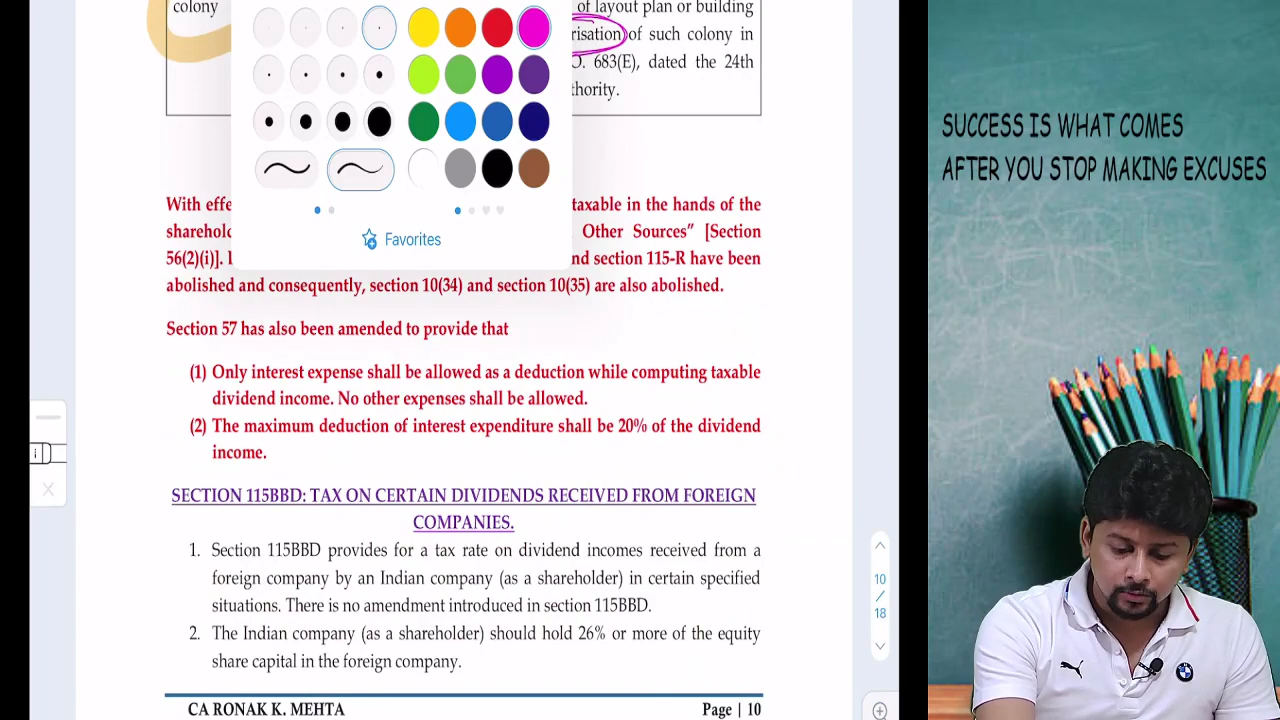 colony
of layout plan or building
risation of such colony in
O. 683(E), dated the 24th
thority.
With effe
taxable in the hands of the
sharehol
Other Sources” [Section
56(2)(i)].
nd section 115-R have been
abolished and consequently, section 10(34) and section 10(35) are also abolished.
Section 57 has also been amended to provide that
(1) Only interest expense shall be allowed as a deduction while computing taxable
dividend income. No other expenses shall be allowed.
(2) The maximum deduction of interest expenditure shall be 20% of the dividend
income.
SECTION 115BBD: TAX ON CERTAIN DIVIDENDS RECEIVED FROM FOREIGN
COMPANIES.
1. Section 115BBD provides for a tax rate on dividend incomes received from a
foreign company by an Indian company (as a shareholder) in certain specified
situations. There is no amendment introduced in section 115BBD.
2. The Indian company (as a shareholder) should hold 26% or more of the equity
share capital in the foreign company.
CA RONAK K. MEHTA
Page | 10
Favorites
10
/
18
SUCCESS IS WHAT COMES
AFTER YOU STOP MAKING EXCUSES